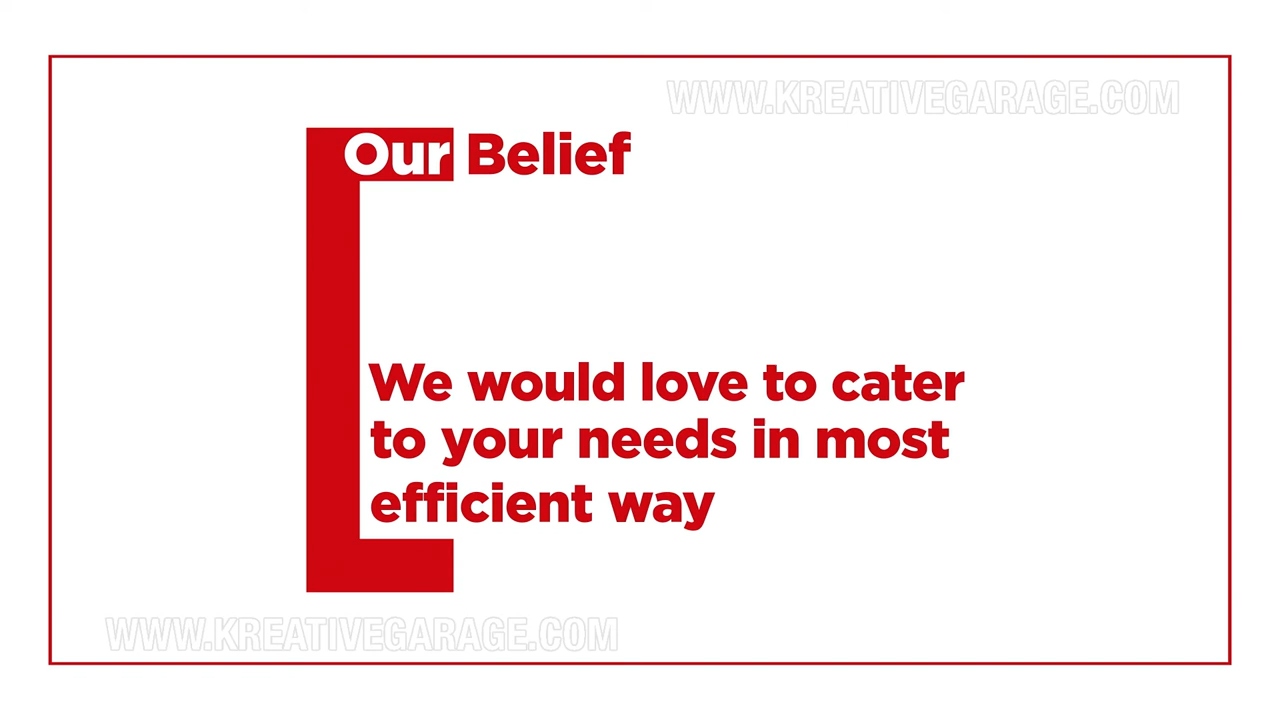 WWW.KREATIVEGARAGE.COM
Our Belief
We would love to cater
to your needs in most
efficient way
WWW.KREATIVEGARAGE.COM